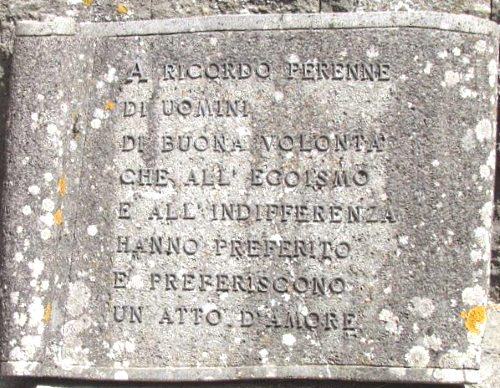 A RICORDO PERENNE
DI UOMINI
DI BUONA VOLONTA'
CHE ALL' EGOISMO
E ALL'INDIFFERENZA
HANNO PREFERITO
E PREFERISCONO
UN ATTO D'AMORE